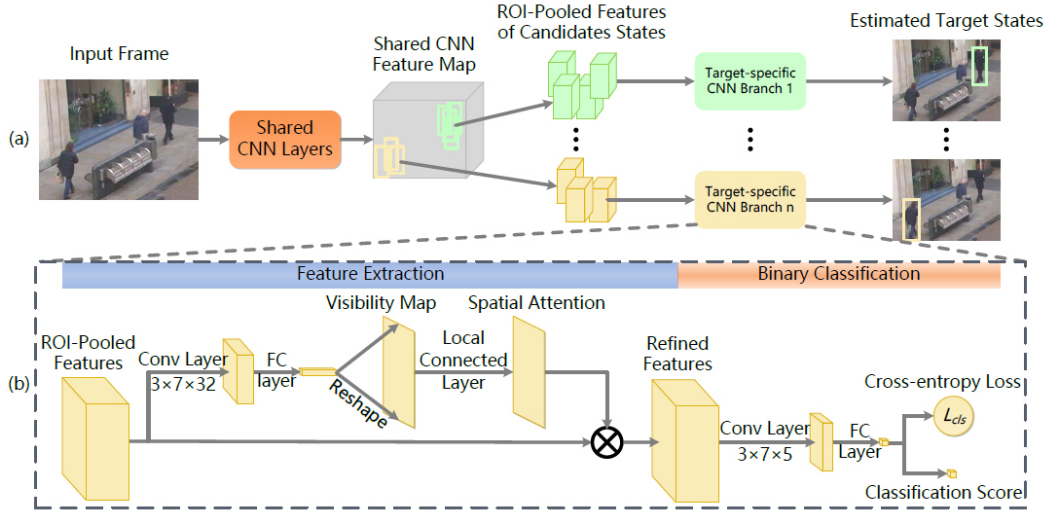 Input Frame
Shared CNN
Feature Map
ROI-Pooled Features
of Candidates States
Estimated Target States
(a)
Shared
CNN Layers
Target-specific
CNN Branch 1
Target-specific
CNN Branch n
Feature Extraction
Binary Classification
(b)
ROI-Pooled
Features
Conv Layer
3×7×32
FC
layer
Reshape
Visibility Map
Local
Connected
Layer
Spatial Attention
Refined
Features
Conv Layer
3×7×5
FC
Layer
Cross-entropy Loss
Lcls
Classification Score